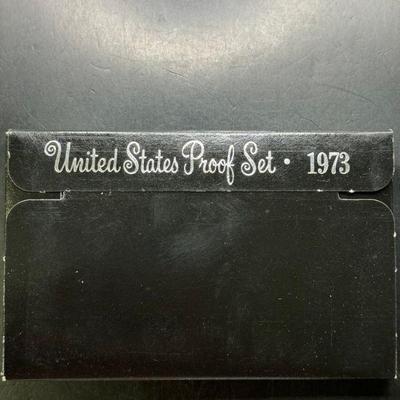 United States Proof Set · 1973